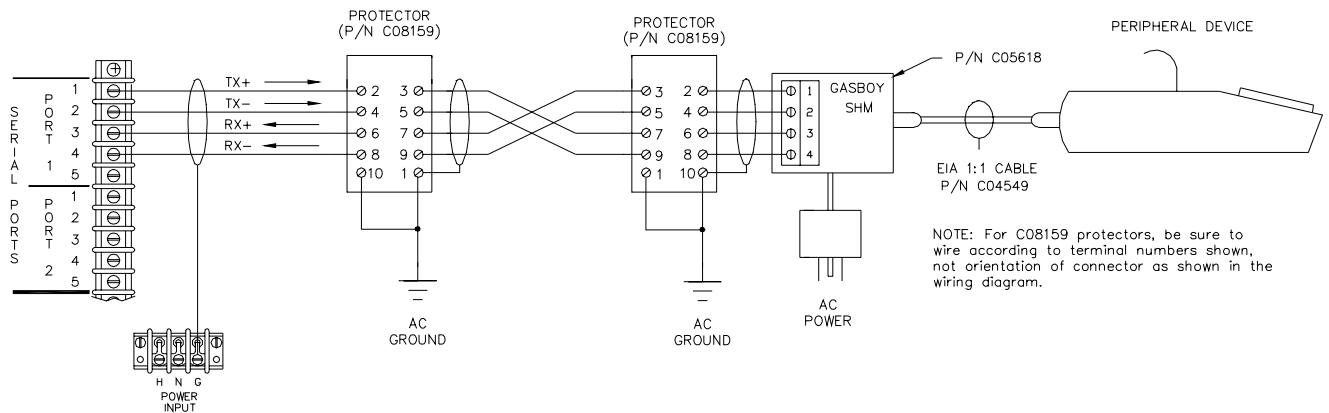 SERIAL PORTS
PORT 1
1
2
3
4
5
PORT 2
1
2
3
4
5
TX+
TX-
RX+
RX-
PROTECTOR
(P/N C08159)
2 3
4 5
6 7
8 9
10 1
AC
GROUND
PROTECTOR
(P/N C08159)
3 2
5 4
7 6
9 8
1 10
AC
GROUND
1
2
3
4
GASBOY
SHM
P/N C05618
PERIPHERAL DEVICE
EIA 1:1 CABLE
P/N C04549
AC
POWER
NOTE: For C08159 protectors, be sure to
wire according to terminal numbers shown,
not orientation of connector as shown in the
wiring diagram.
H N G
POWER
INPUT